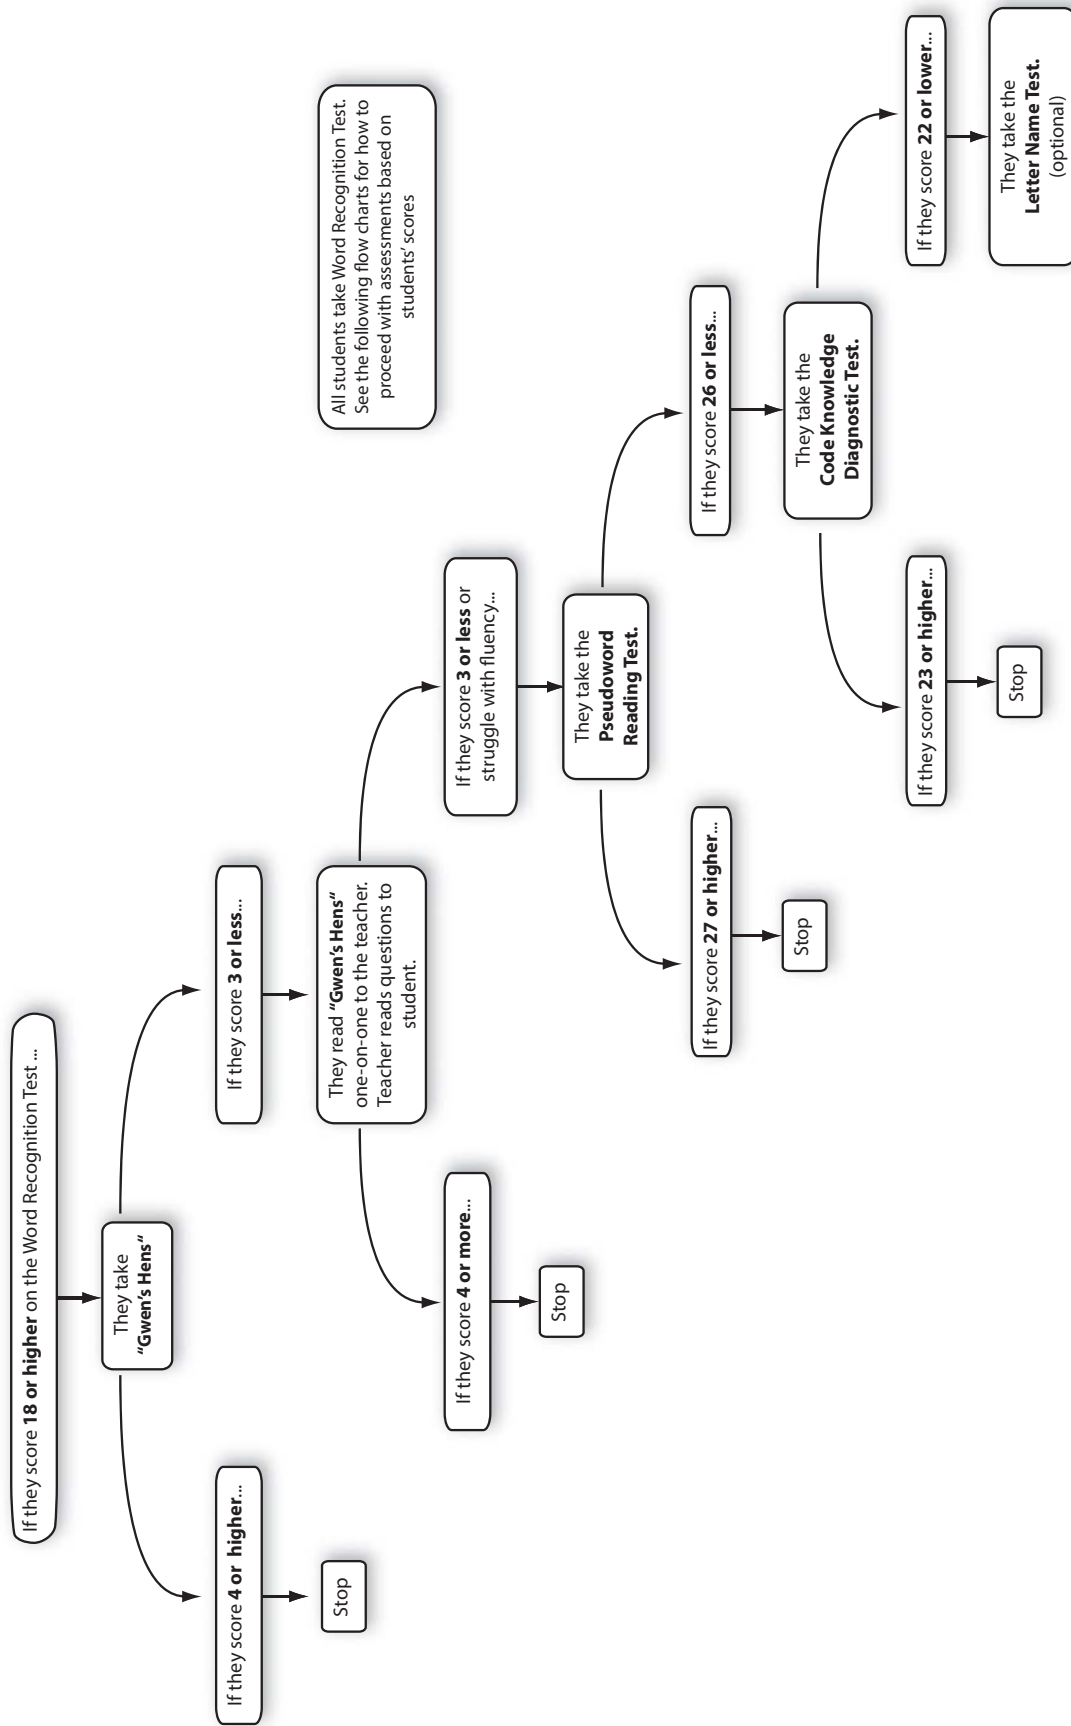 If they score 18 or higher on the Word Recognition Test ...
They take
“Gwen’s Hens“
If they score 4 or higher...
Stop
If they score 3 or less...
They read “Gwen’s Hens“
one-on-one to the teacher.
Teacher reads questions to
student.
If they score 4 or more...
Stop
If they score 3 or less or
struggle with fluency...
They take the
Pseudoword
Reading Test.
If they score 27 or higher...
Stop
If they score 26 or less...
They take the
Code Knowledge
Diagnostic Test.
If they score 23 or higher...
Stop
If they score 22 or lower...
They take the
Letter Name Test.
(optional)
All students take Word Recognition Test.
See the following flow charts for how to
proceed with assessments based on
students’ scores